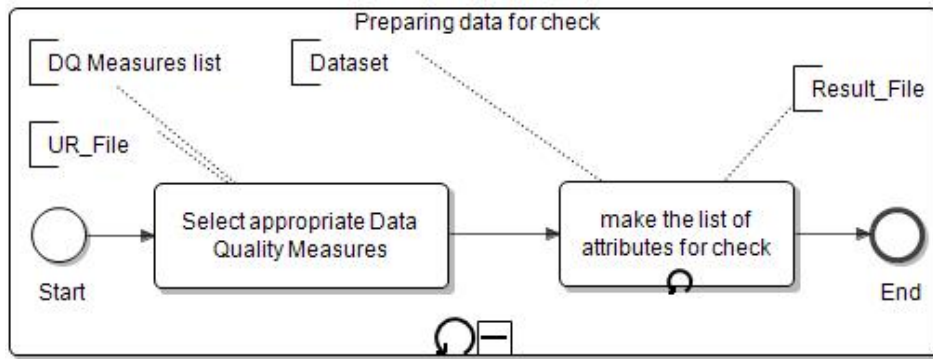 Preparing data for check
DQ Measures list
Dataset
Result_File
UR_File
Select appropriate Data
Quality Measures
make the list of
attributes for check
Start
End